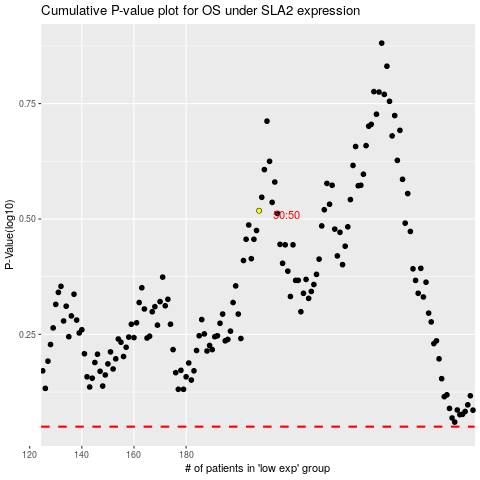 Cumulative P-value plot for OS under SLA2 expression
P-Value(log10)
0.75
0.50
0.25
50:50
120 140 160 180
# of patients in 'low exp' group